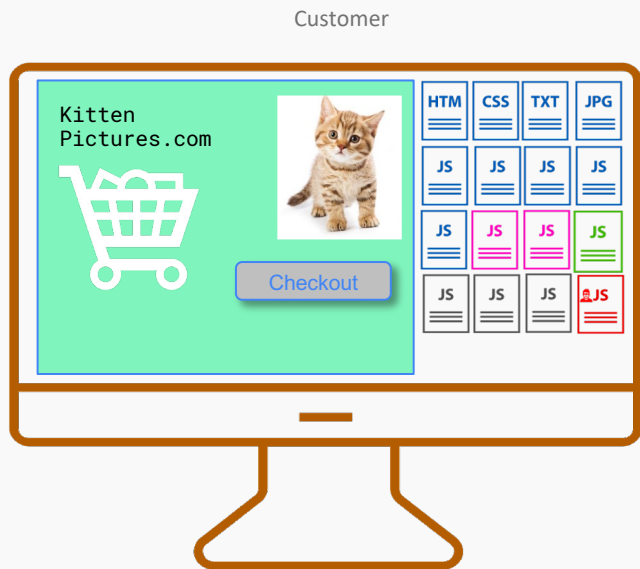 Customer
Kitten
Pictures.com
Checkout
HTM CSS TXT JPG
JS JS JS JS
JS JS JS JS
JS JS JS JS